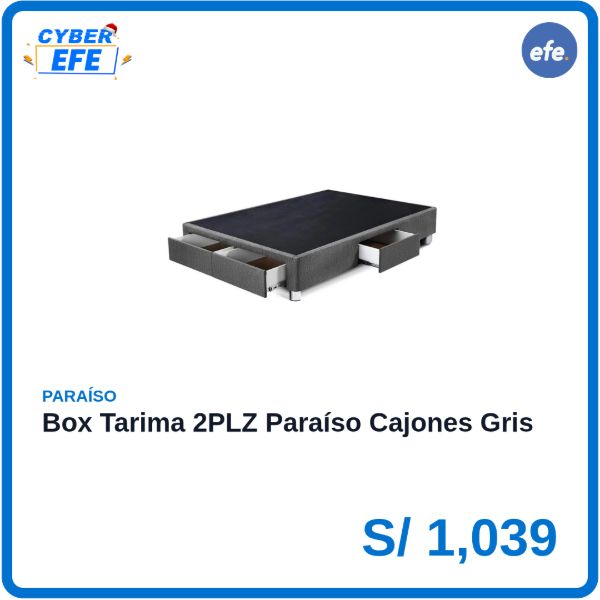 CYBER
EFE
efe.
PARAÍSO
Box Tarima 2PLZ Paraíso Cajones Gris
S/ 1,039